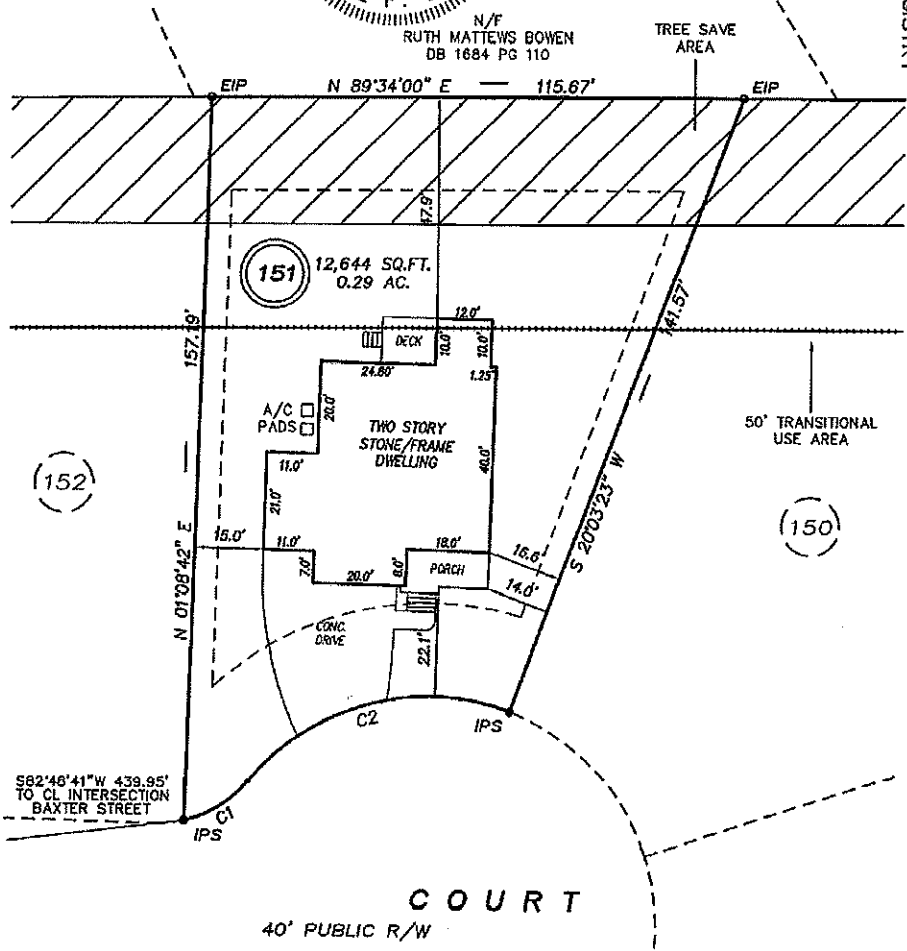 N/F
RUTH MATTEWS BOWEN
DB 1684 PG 110
TREE SAVE
AREA
EIP
N 89°34'00" E
115.67'
EIP
47.9'
151
12,644 SQ.FT.
0.29 AC.
157.19'
141.57'
12.0'
DECK
10.0'
10.0'
24.60'
1.25'
A/C
PADS
20.0'
TWO STORY
STONE/FRAME
DWELLING
40.0'
50' TRANSITIONAL
USE AREA
152
11.0'
21.0'
150
N 01°08'42" E
S 20°03'23" W
15.0'
11.0'
7.0'
20.0'
8.0'
18.0'
PORCH
16.6'
14.0'
CONC.
DRIVE
22.1'
C2
IPS
S82°48'41"W 439.95'
TO CL INTERSECTION
BAXTER STREET
C1
IPS
COURT
40' PUBLIC R/W